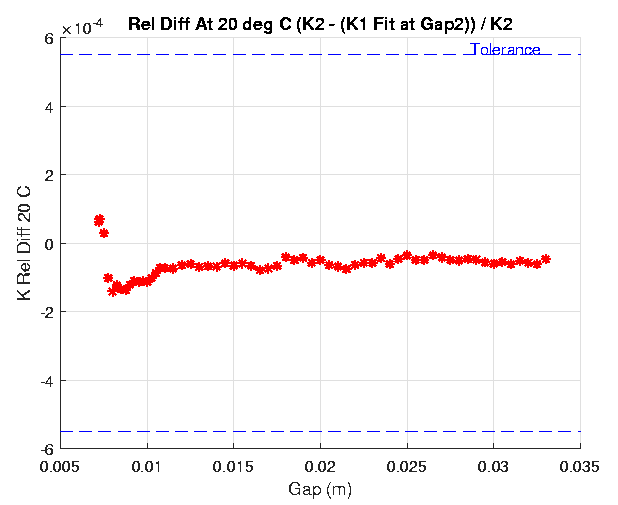 Rel Diff At 20 deg C (K2 - (K1 Fit at Gap2)) / K2
×10-4
Tolerance
6
4
2
0
-2
-4
-6
K Rel Diff 20 C
0.005 0.01 0.015 0.02 0.025 0.03 0.035
Gap (m)